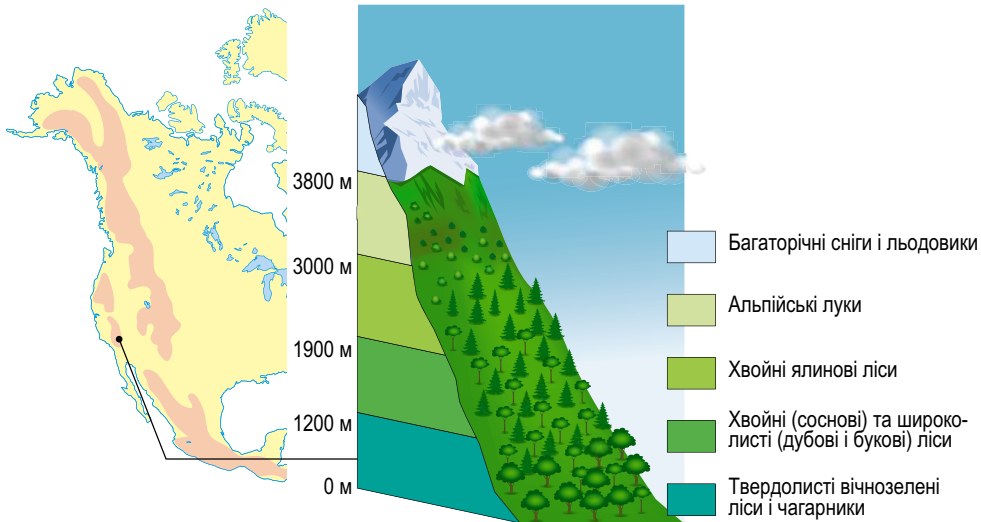 3800 м
3000 м
1900 м
1200 м
0 м
Багаторічні сніги і льодовики
Альпійські луки
Хвойні ялинові ліси
Хвойні (соснові) та широко-
листі (дубові і букові) ліси
Твердолисті вічнозелені
ліси і чагарники